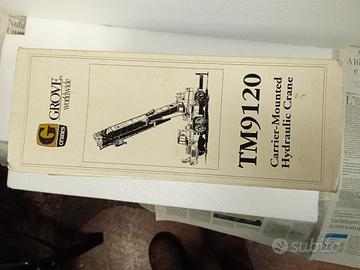 G
CRANES
GROVE
worldwide
TM9120
Carrier-Mounted
Hydraulic Crane
subito